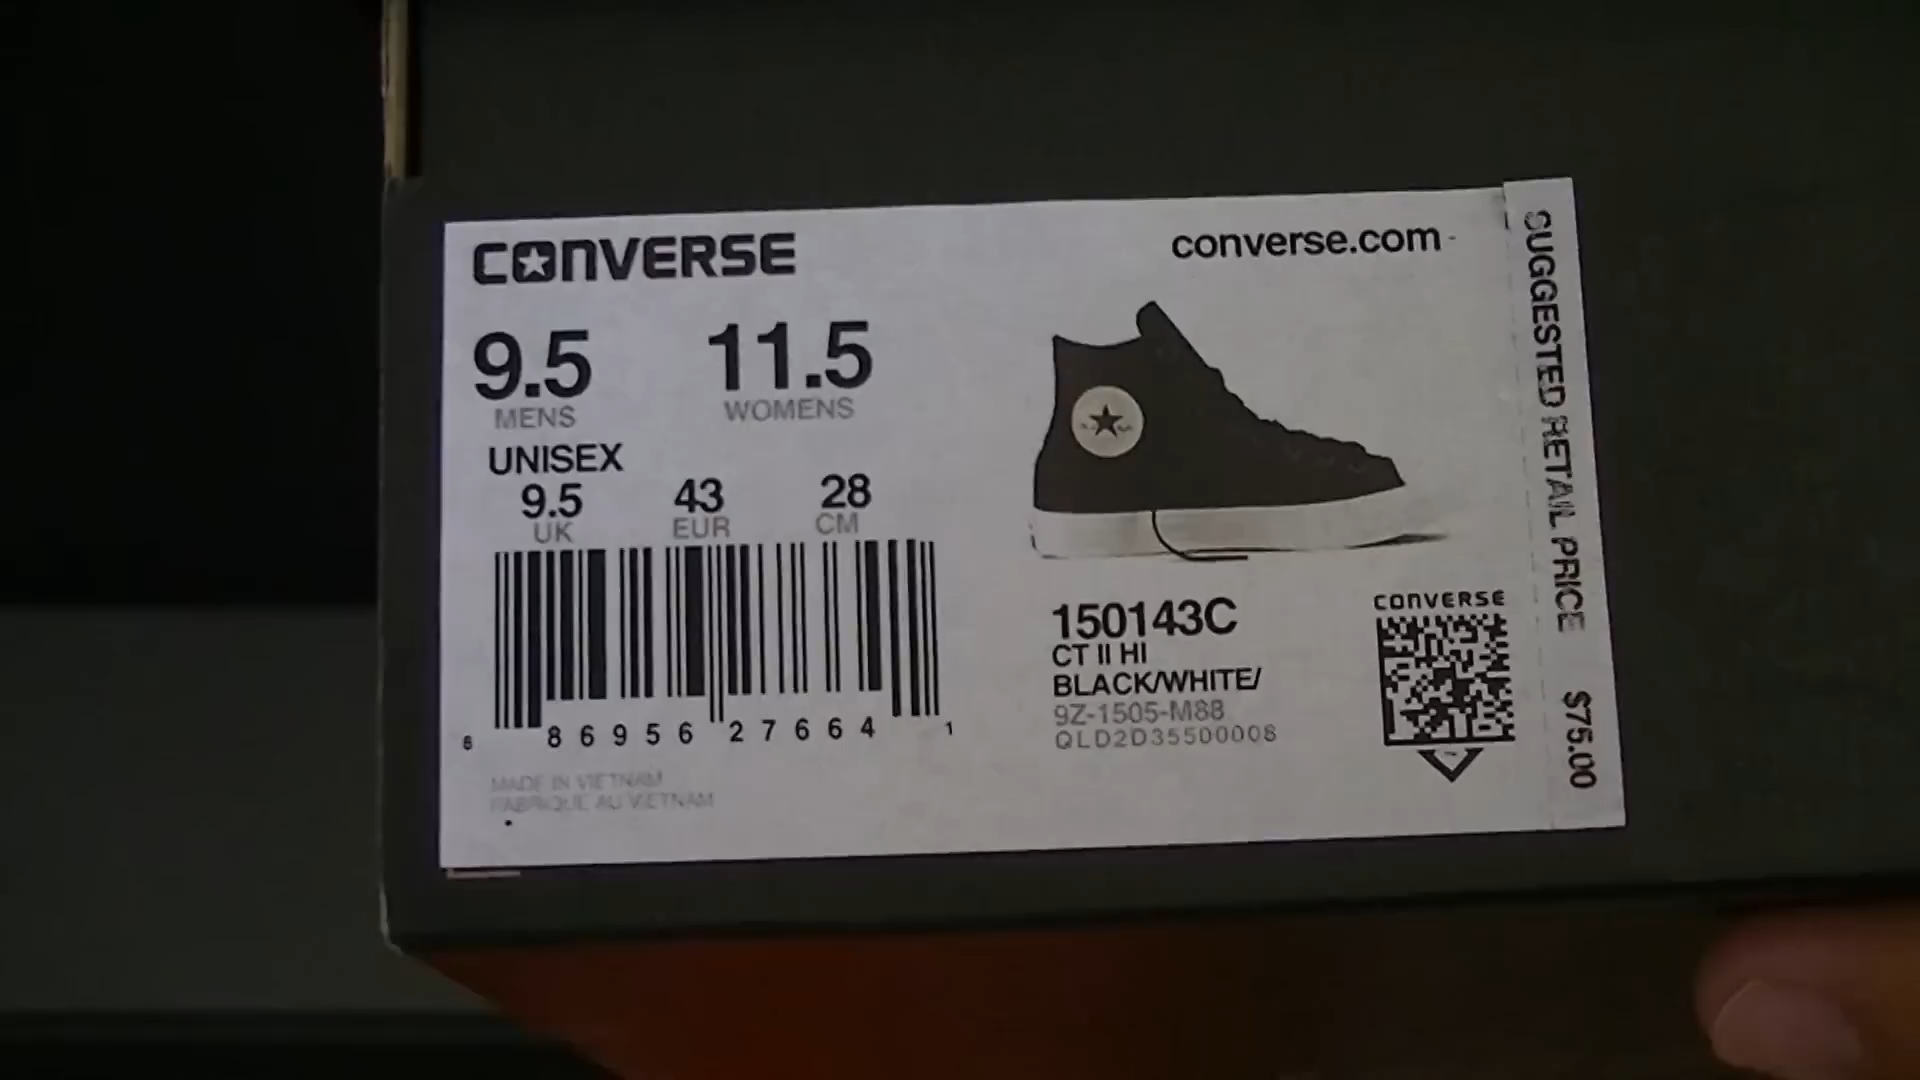 CONVERSE
converse.com
9.5 11.5
MENS WOMENS
UNISEX
9.5 43 28
UK EUR CM
6 86956 27664 1
MADE IN VIETNAM
FABRIQUE AU VIETNAM
150143C
CT II HI
BLACK/WHITE/
9Z-1505-M88
QLD2D35500008
CONVERSE
SUGGESTED RETAIL PRICE $75.00